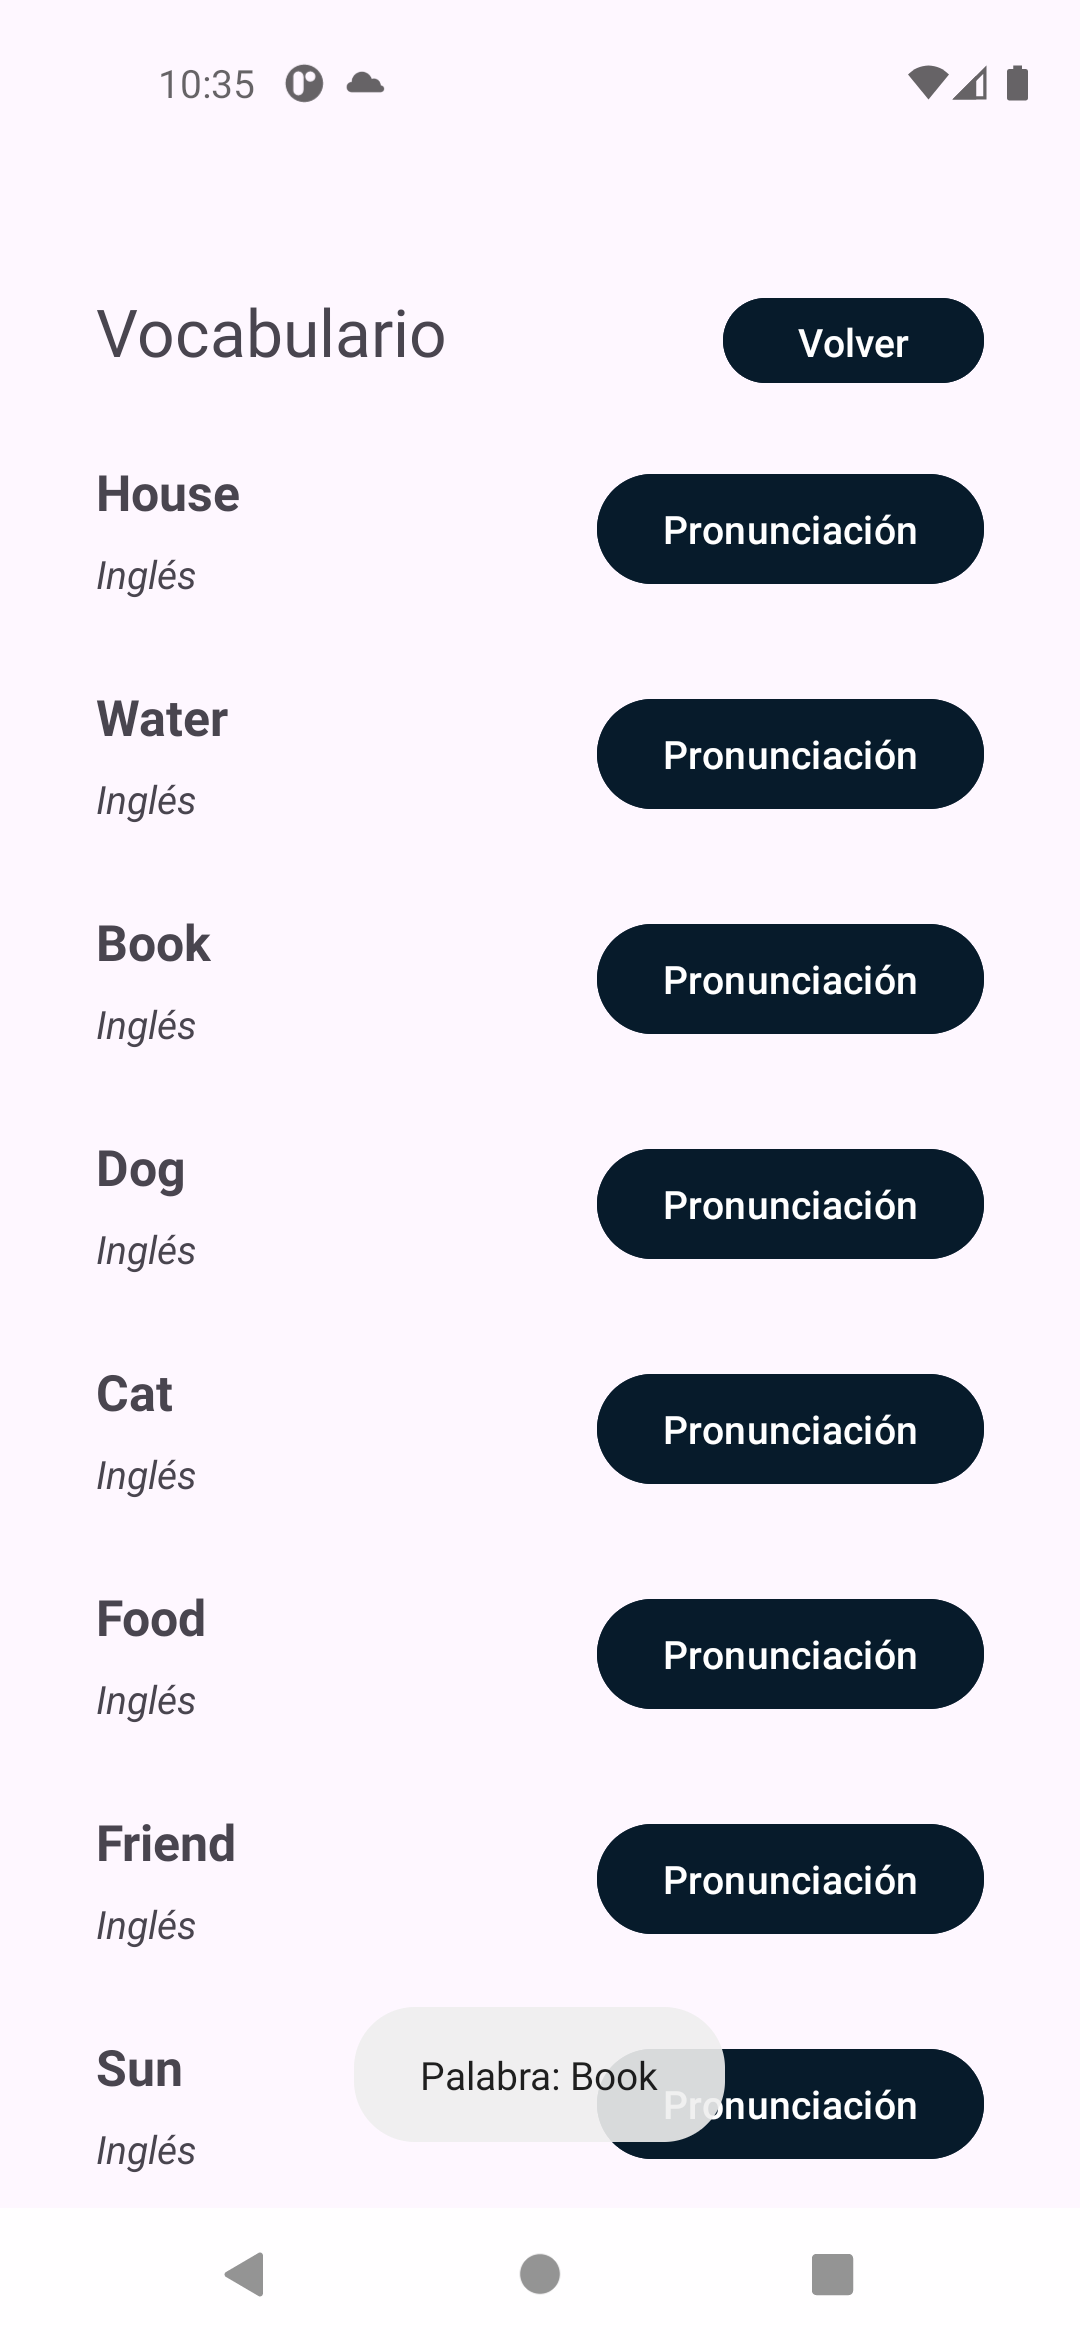 10:35
Vocabulario
Volver
House
Pronunciación
Inglés
Water
Pronunciación
Inglés
Book
Pronunciación
Inglés
Dog
Pronunciación
Inglés
Cat
Pronunciación
Inglés
Food
Pronunciación
Inglés
Friend
Pronunciación
Inglés
Sun
Palabra: Book
Pronunciación
Inglés